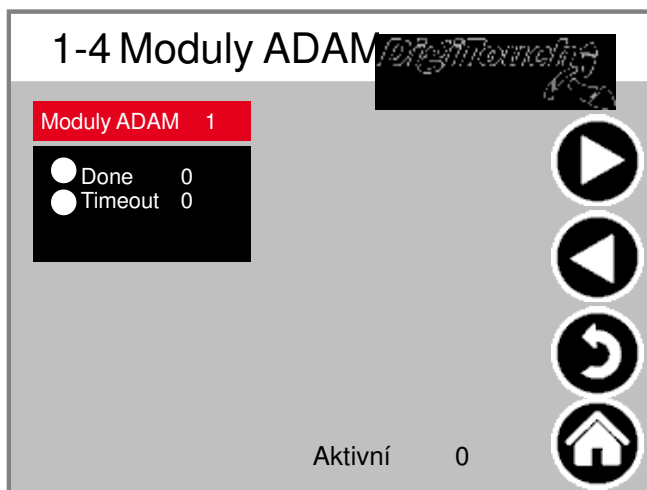 1-4 Moduly ADAM
DigiTouch
Moduly ADAM 1
Done 0
Timeout 0
Aktivní 0